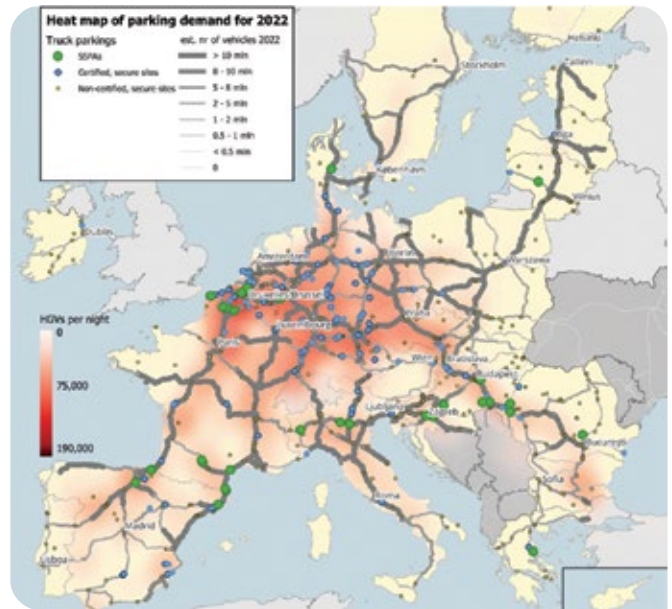 Heat map of parking demand for 2022
Truck parkings
SSPAs
Certified, secure sites
Non-certified, secure sites
est. nr of vehicles 2022
> 10 mln
8 - 10 mln
5 - 8 mln
2 - 5 mln
1 - 2 mln
0.5 - 1 mln
< 0.5 mln
0
Helsinki
Stockholm
Tallinn
Riga
København
Vilnius
Dublin
Amsterdam
Berlin
Warszawa
Bruxelles/Brussel
HGVs per night
0
75,000
190,000
Luxembourg
Praha
Paris
Wien
Bratislava
Budapest
Ljubljana
Zagreb
București
Sofia
Roma
Madrid
Lisboa